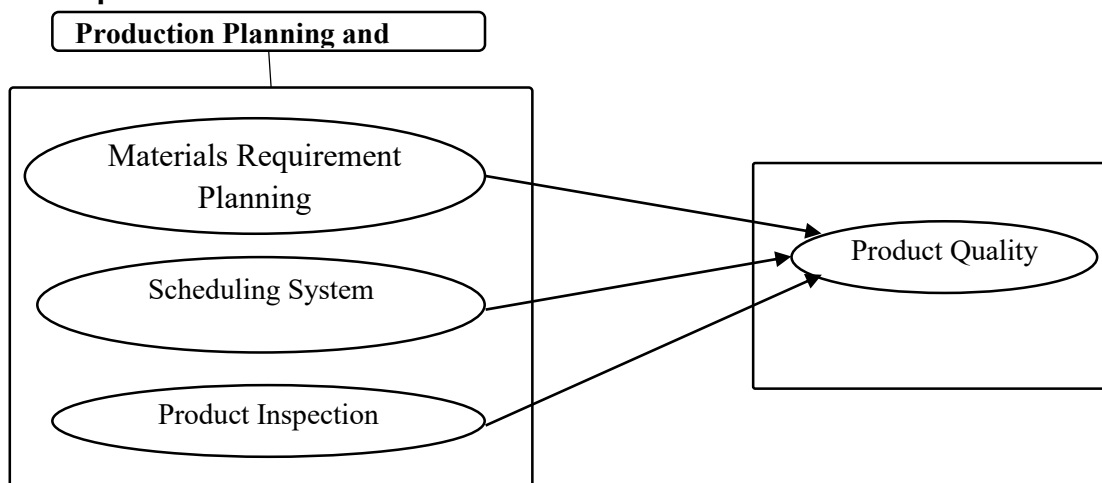 Production Planning and
Materials Requirement
Planning
Scheduling System
Product Inspection
Product Quality